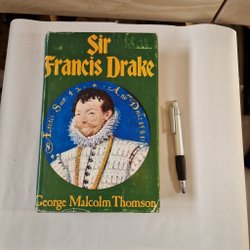 Sir
Francis Drake
George Malcolm Thomson